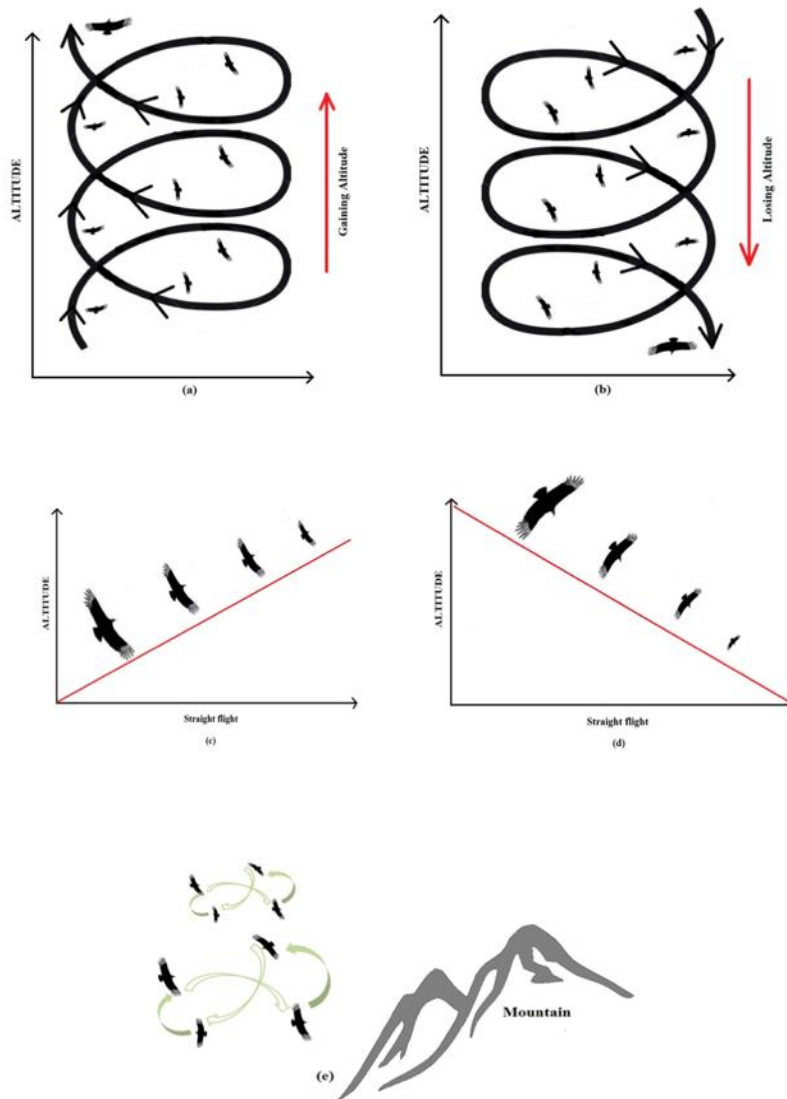 ALTITUDE
Gaining Altitude
(a)
ALTITUDE
Losing Altitude
(b)
ALTITUDE
Straight flight
(c)
ALTITUDE
Straight flight
(d)
Mountain
(e)